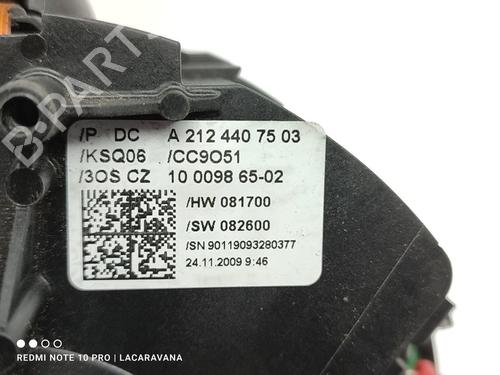 B-PARTS
/P DC A 212 440 75 03
/KSQ06 /CC9O51
/3OS CZ 10 0098 65-02
/HW 081700
/SW 082600
/SN 90119093280377
24.11.2009 9:46
REDMI NOTE 10 PRO | LACARAVANA